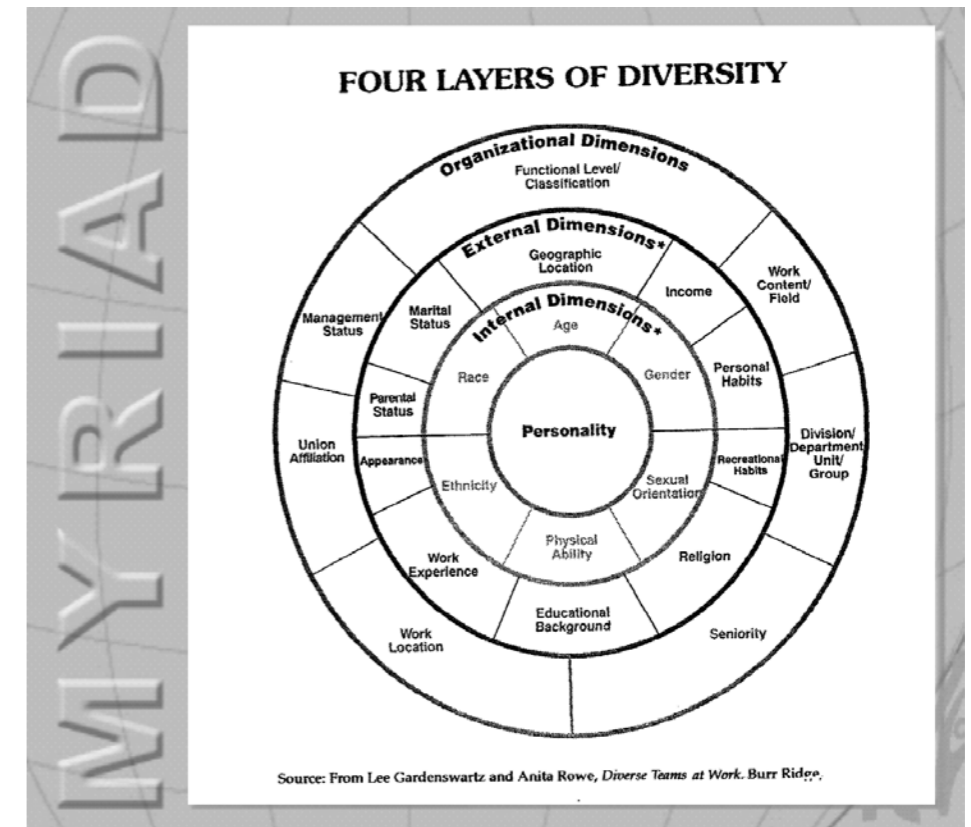 MYRIAD
FOUR LAYERS OF DIVERSITY
Organizational Dimensions
Functional Level/
Classification
External Dimensions*
Geographic
Location
Internal Dimensions*
Age
Income
Work
Content/
Field
Management
Status
Marital
Status
Race
Gender
Personal
Habits
Parental
Status
Personality
Union
Affiliation
Appearance
Recreational
Habits
Division/
Department
Unit/
Group
Ethnicity
Sexual
Orientation
Physical
Ability
Work
Experience
Religion
Educational
Background
Work
Location
Seniority
Source: From Lee Gardenswartz and Anita Rowe, Diverse Teams at Work. Burr Ridge,